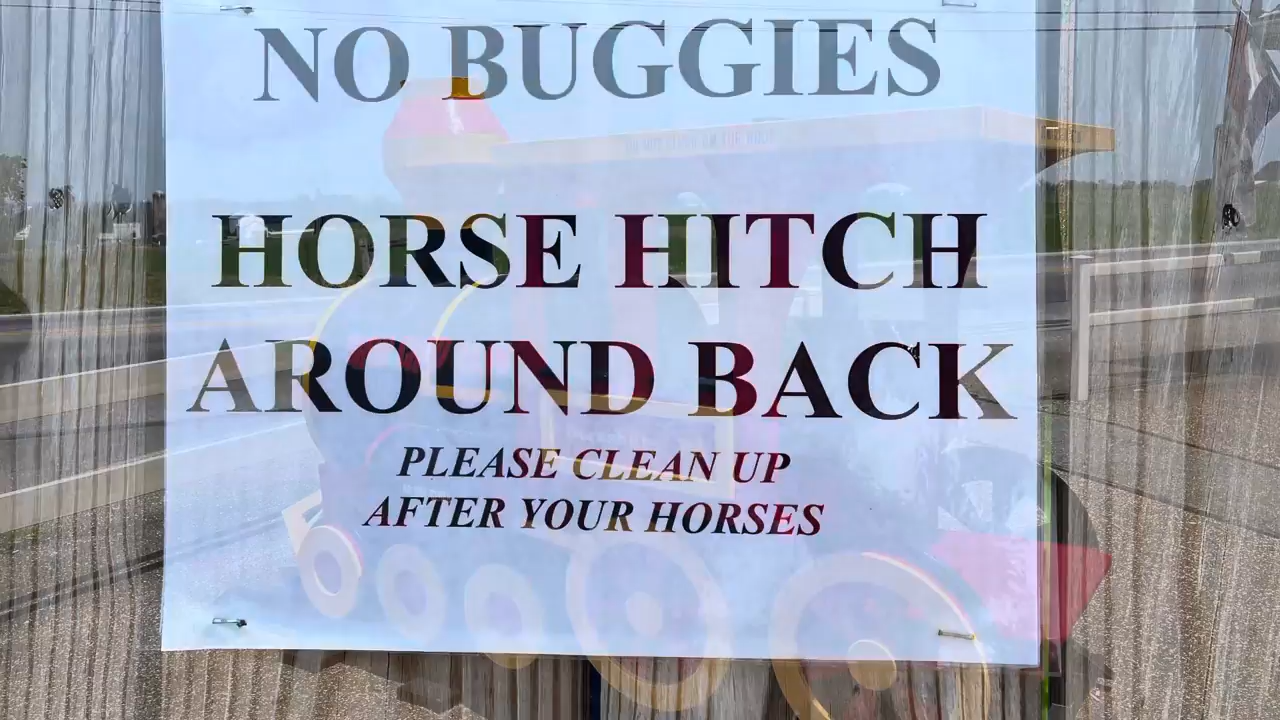 NO BUGGIES
HORSE HITCH
AROUND BACK
PLEASE CLEAN UP
AFTER YOUR HORSES